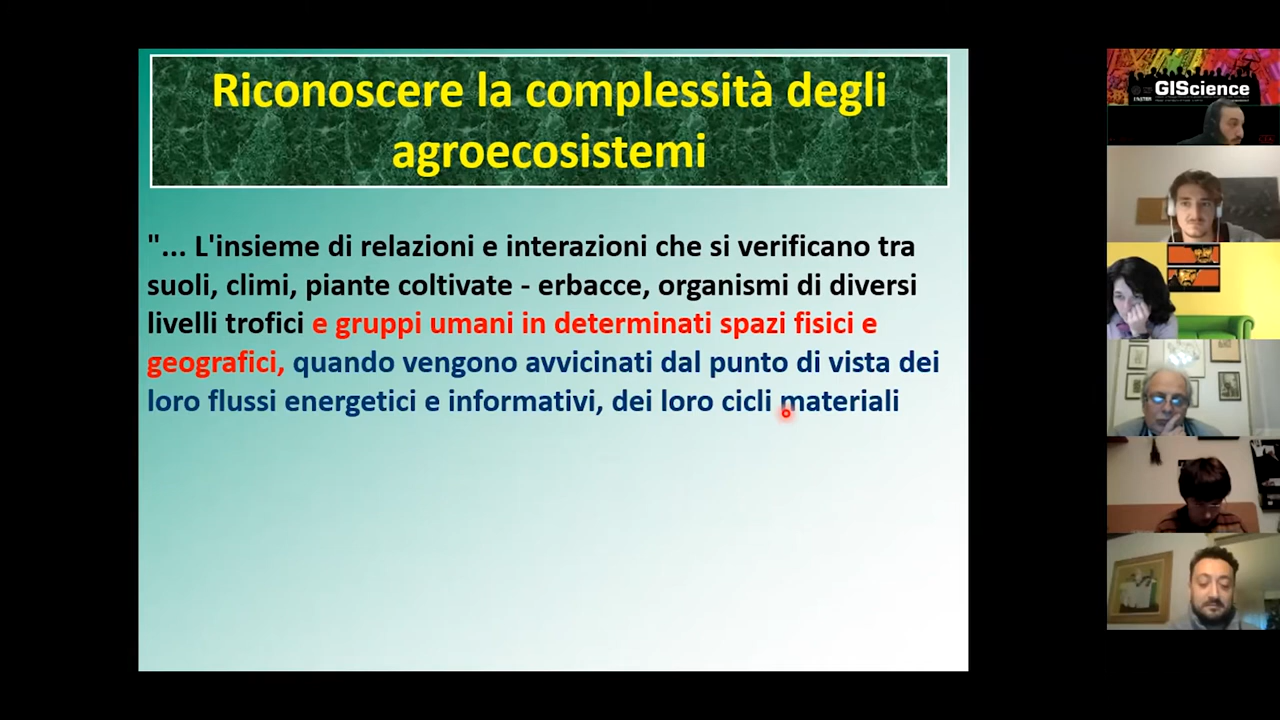 Riconoscere la complessità degli
agroecosistemi
"... L'insieme di relazioni e interazioni che si verificano tra
suoli, climi, piante coltivate - erbacce, organismi di diversi
livelli trofici e gruppi umani in determinati spazi fisici e
geografici, quando vengono avvicinati dal punto di vista dei
loro flussi energetici e informativi, dei loro cicli materiali
GIScience